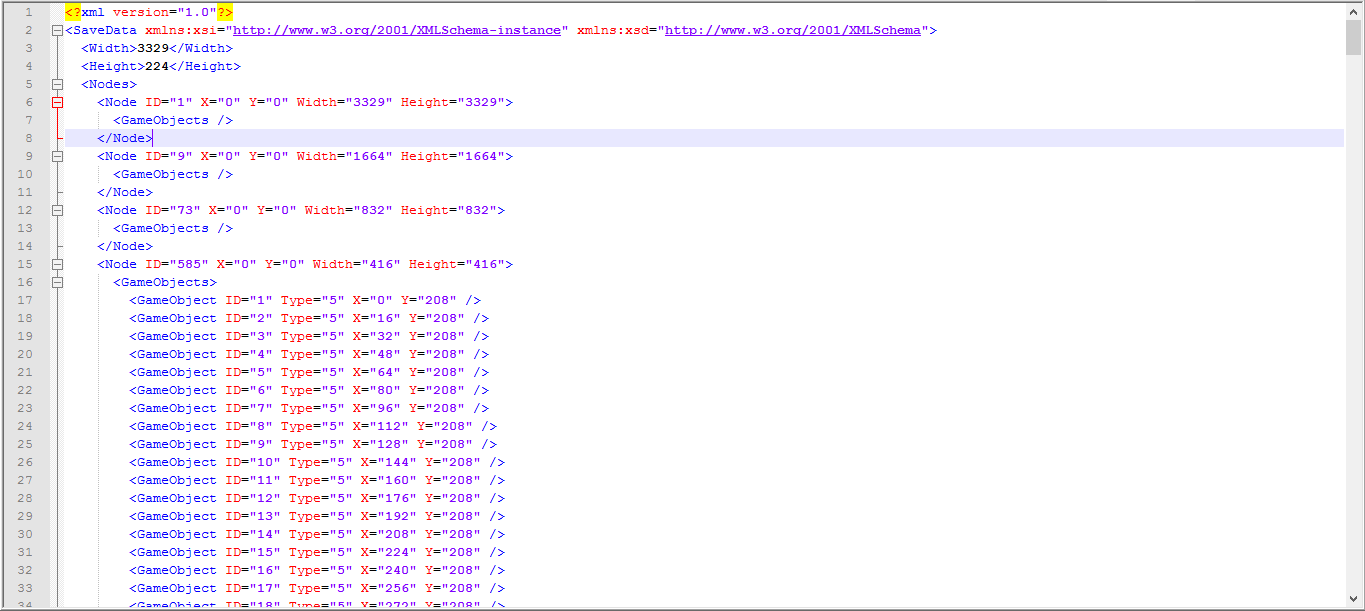 1 <?xml version="1.0"?>
2 <SaveData xmlns:xsi="http://www.w3.org/2001/XMLSchema-instance" xmlns:xsd="http://www.w3.org/2001/XMLSchema">
3 <Width>3329</Width>
4 <Height>224</Height>
5 <Nodes>
6 <Node ID="1" X="0" Y="0" Width="3329" Height="3329">
7 <GameObjects />
8 </Node>
9 <Node ID="9" X="0" Y="0" Width="1664" Height="1664">
10 <GameObjects />
11 </Node>
12 <Node ID="73" X="0" Y="0" Width="832" Height="832">
13 <GameObjects />
14 </Node>
15 <Node ID="585" X="0" Y="0" Width="416" Height="416">
16 <GameObjects>
17 <GameObject ID="1" Type="5" X="0" Y="208" />
18 <GameObject ID="2" Type="5" X="16" Y="208" />
19 <GameObject ID="3" Type="5" X="32" Y="208" />
20 <GameObject ID="4" Type="5" X="48" Y="208" />
21 <GameObject ID="5" Type="5" X="64" Y="208" />
22 <GameObject ID="6" Type="5" X="80" Y="208" />
23 <GameObject ID="7" Type="5" X="96" Y="208" />
24 <GameObject ID="8" Type="5" X="112" Y="208" />
25 <GameObject ID="9" Type="5" X="128" Y="208" />
26 <GameObject ID="10" Type="5" X="144" Y="208" />
27 <GameObject ID="11" Type="5" X="160" Y="208" />
28 <GameObject ID="12" Type="5" X="176" Y="208" />
29 <GameObject ID="13" Type="5" X="192" Y="208" />
30 <GameObject ID="14" Type="5" X="208" Y="208" />
31 <GameObject ID="15" Type="5" X="224" Y="208" />
32 <GameObject ID="16" Type="5" X="240" Y="208" />
33 <GameObject ID="17" Type="5" X="256" Y="208" />
34 <GameObject ID="18" Type="5" X="272" Y="208" />